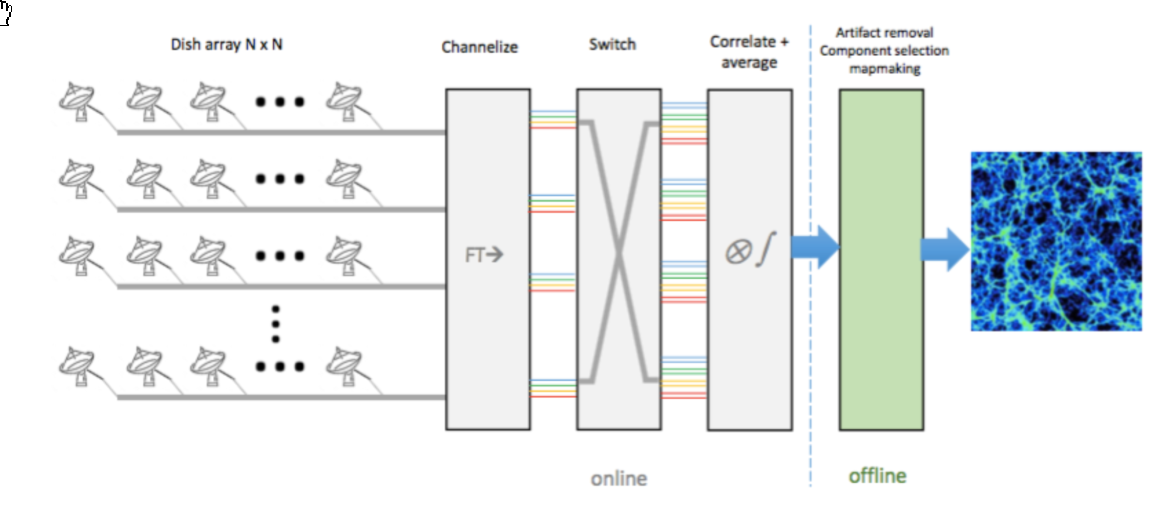 Dish array N x N
Channelize
Switch
Correlate +
average
Artifact removal
Component selection
mapmaking
FT→
⊗∫
online
offline